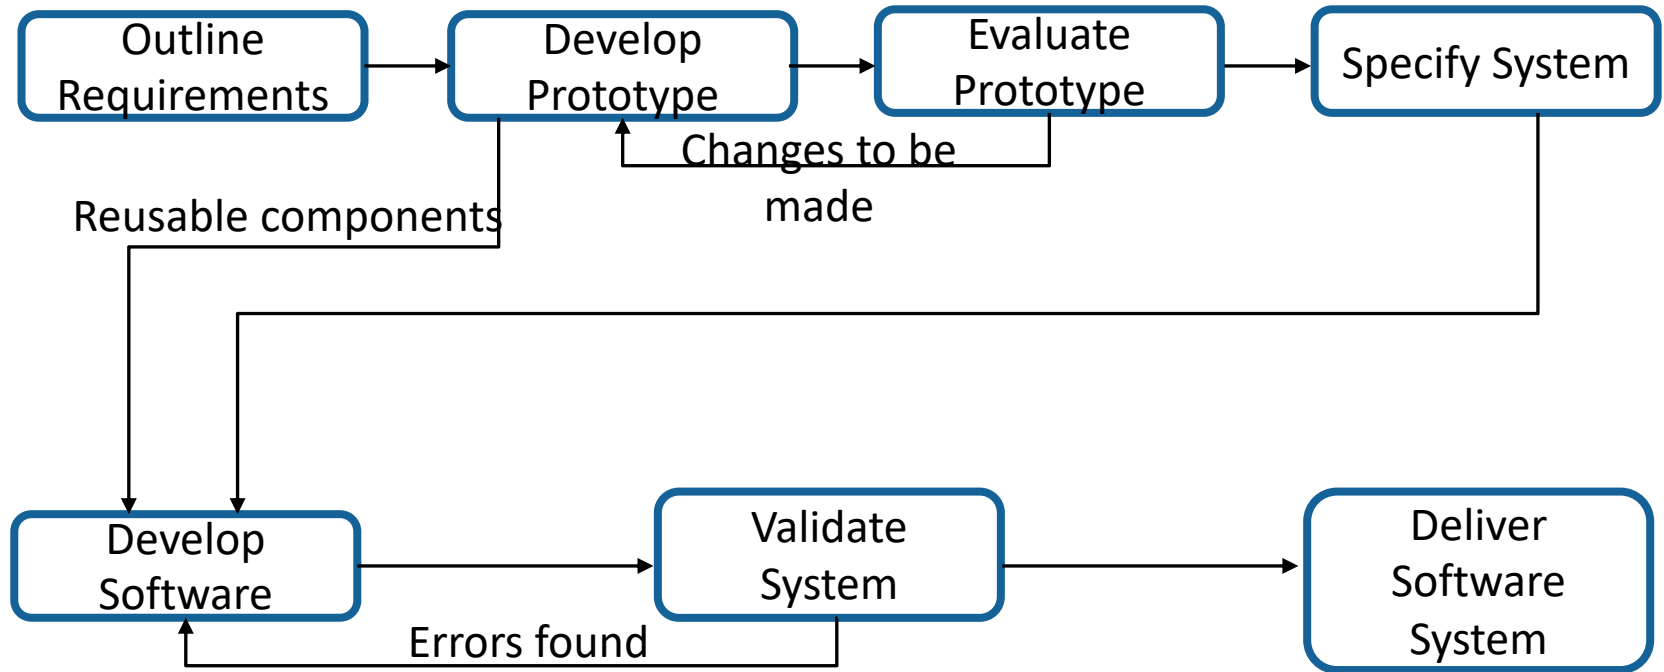 Outline
Requirements
Develop
Prototype
Evaluate
Prototype
Specify System
Changes to be
made
Reusable components
Develop
Software
Validate
System
Deliver
Software
System
Errors found